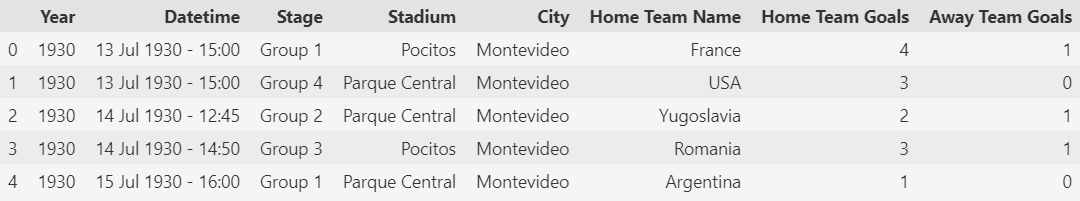 Year Datetime Stage Stadium City Home Team Name Home Team Goals Away Team Goals
0 1930 13 Jul 1930 - 15:00 Group 1 Pocitos Montevideo France 4 1
1 1930 13 Jul 1930 - 15:00 Group 4 Parque Central Montevideo USA 3 0
2 1930 14 Jul 1930 - 12:45 Group 2 Parque Central Montevideo Yugoslavia 2 1
3 1930 14 Jul 1930 - 14:50 Group 3 Pocitos Montevideo Romania 3 1
4 1930 15 Jul 1930 - 16:00 Group 1 Parque Central Montevideo Argentina 1 0